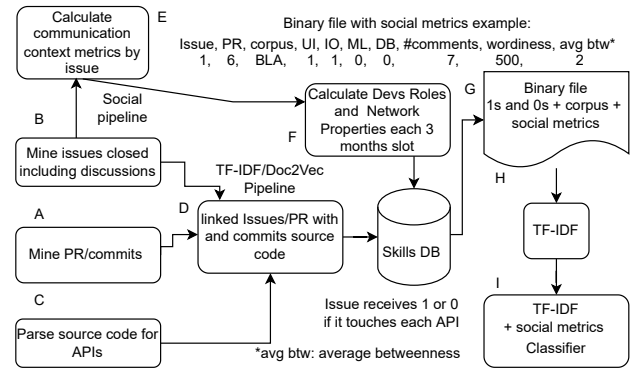 Calculate
communication
context metrics by
issue
E
Binary file with social metrics example:
Issue, PR, corpus, UI, IO, ML, DB, #comments, wordiness, avg btw*
1, 6, BLA, 1, 1, 0, 0, 7, 500, 2
Social
pipeline
Calculate Devs Roles
and Network
Properties each 3
months slot
F
G
Binary file
1s and 0s + corpus +
social metrics
B
Mine issues closed
including discussions
TF-IDF/Doc2Vec
Pipeline
H
A
Mine PR/commits
D
linked Issues/PR with
and commits source
code
Skills DB
TF-IDF
C
Parse source code for
APIs
Issue receives 1 or 0
if it touches each API
*avg btw: average betweenness
I
TF-IDF
+ social metrics
Classifier